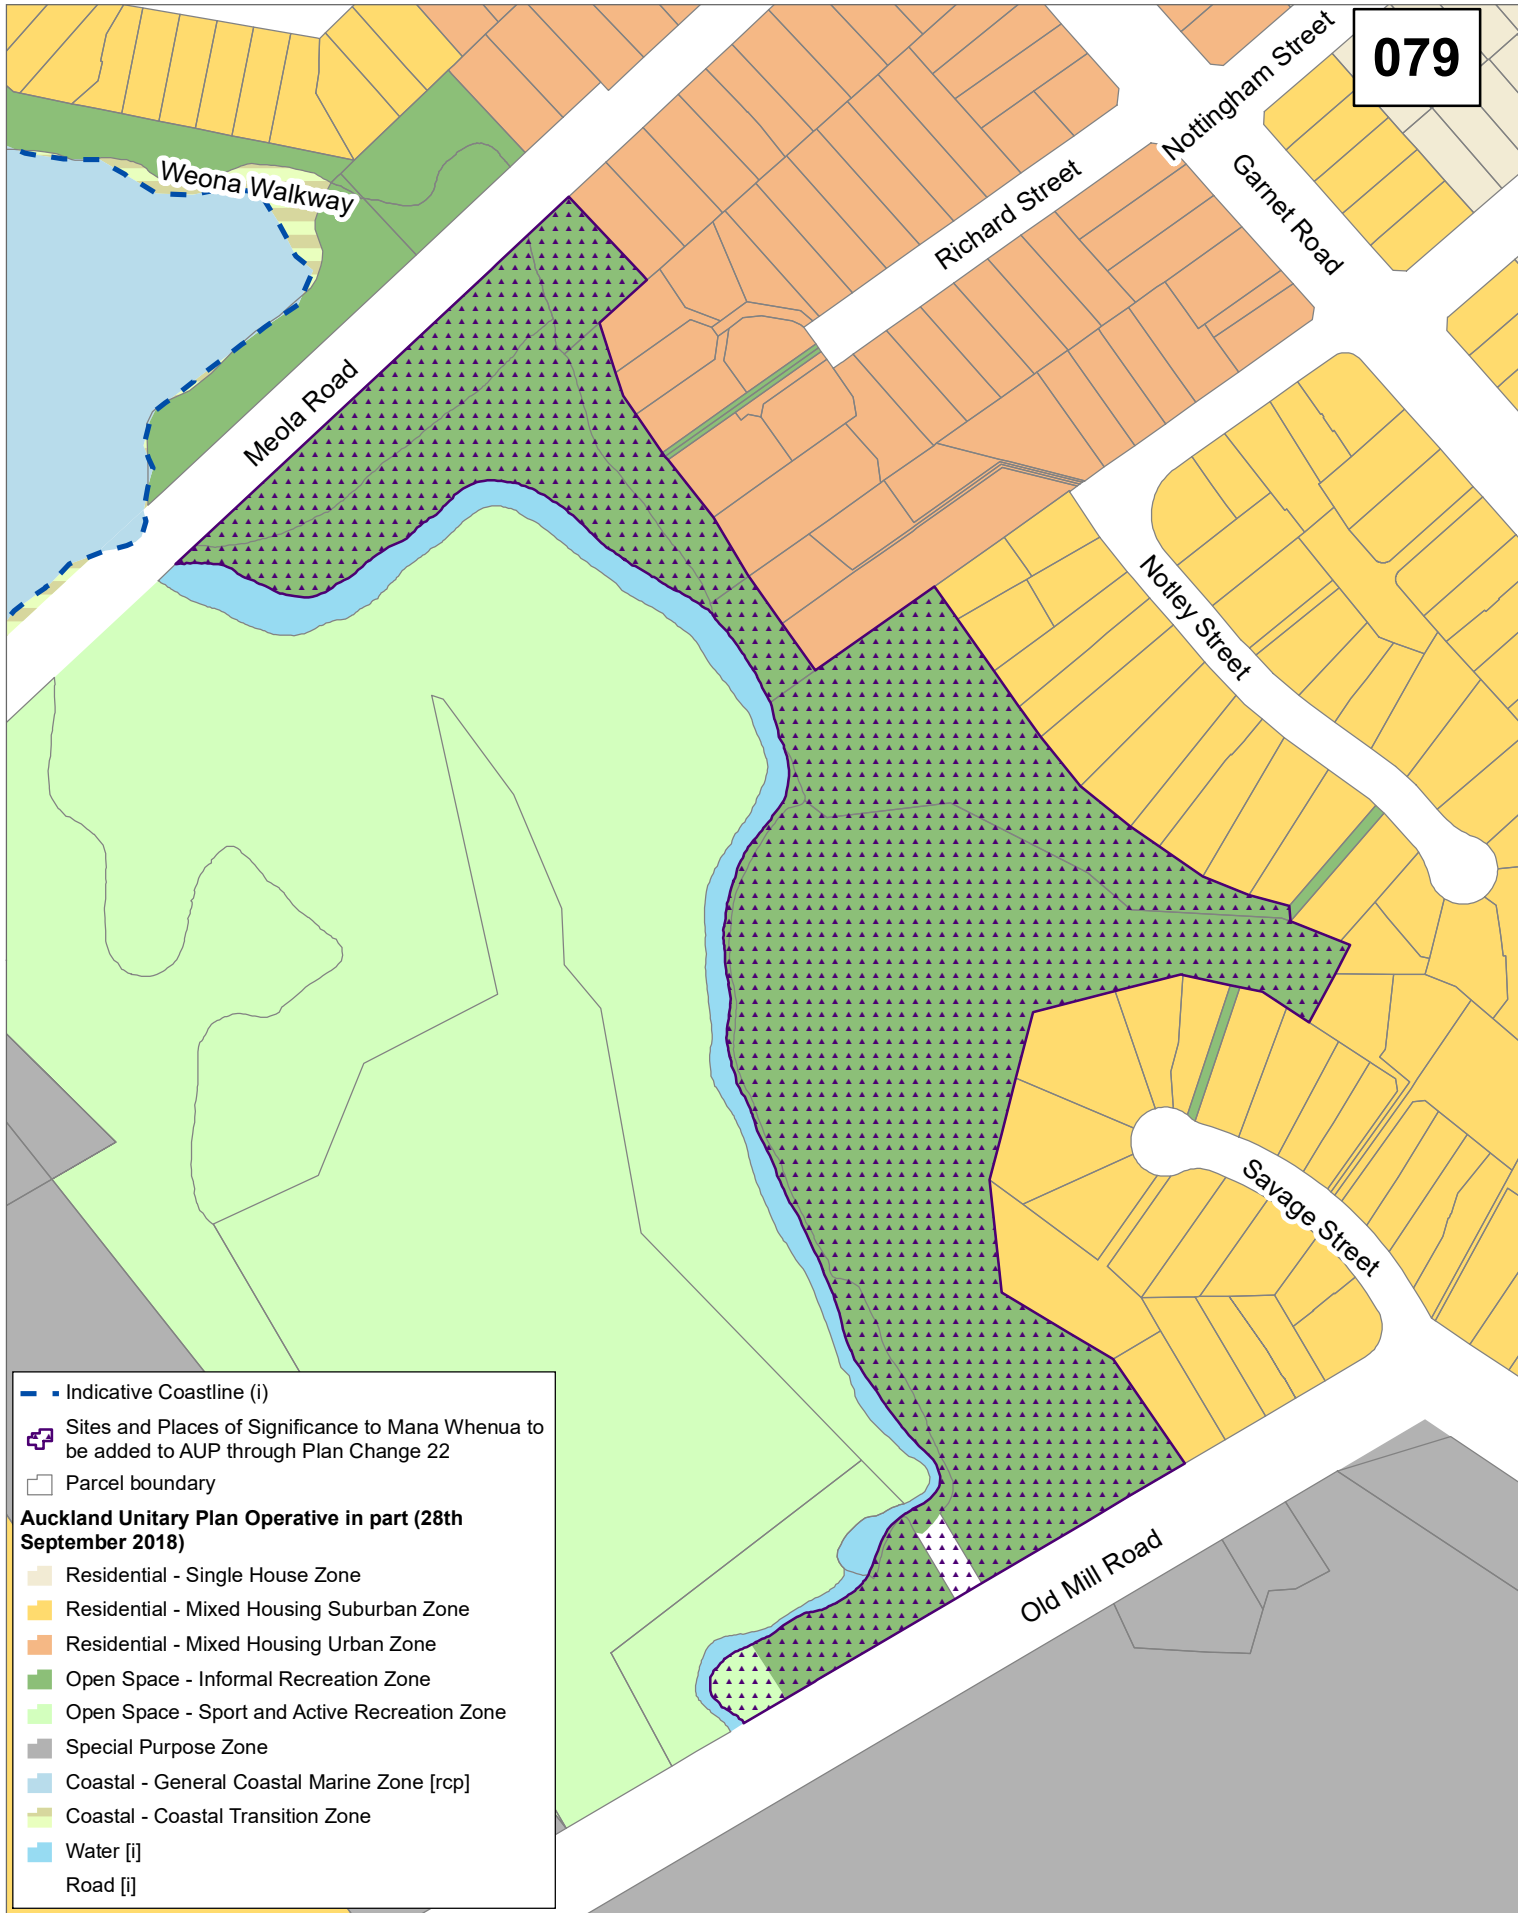 079
Nottingham Street
Weona Walkway
Richard Street
Garnet Road
Meola Road
Notley Street
Savage Street
Old Mill Road
Indicative Coastline (i)
Sites and Places of Significance to Mana Whenua to
be added to AUP through Plan Change 22
Parcel boundary
Auckland Unitary Plan Operative in part (28th
September 2018)
Residential - Single House Zone
Residential - Mixed Housing Suburban Zone
Residential - Mixed Housing Urban Zone
Open Space - Informal Recreation Zone
Open Space - Sport and Active Recreation Zone
Special Purpose Zone
Coastal - General Coastal Marine Zone [rcp]
Coastal - Coastal Transition Zone
Water [i]
Road [i]